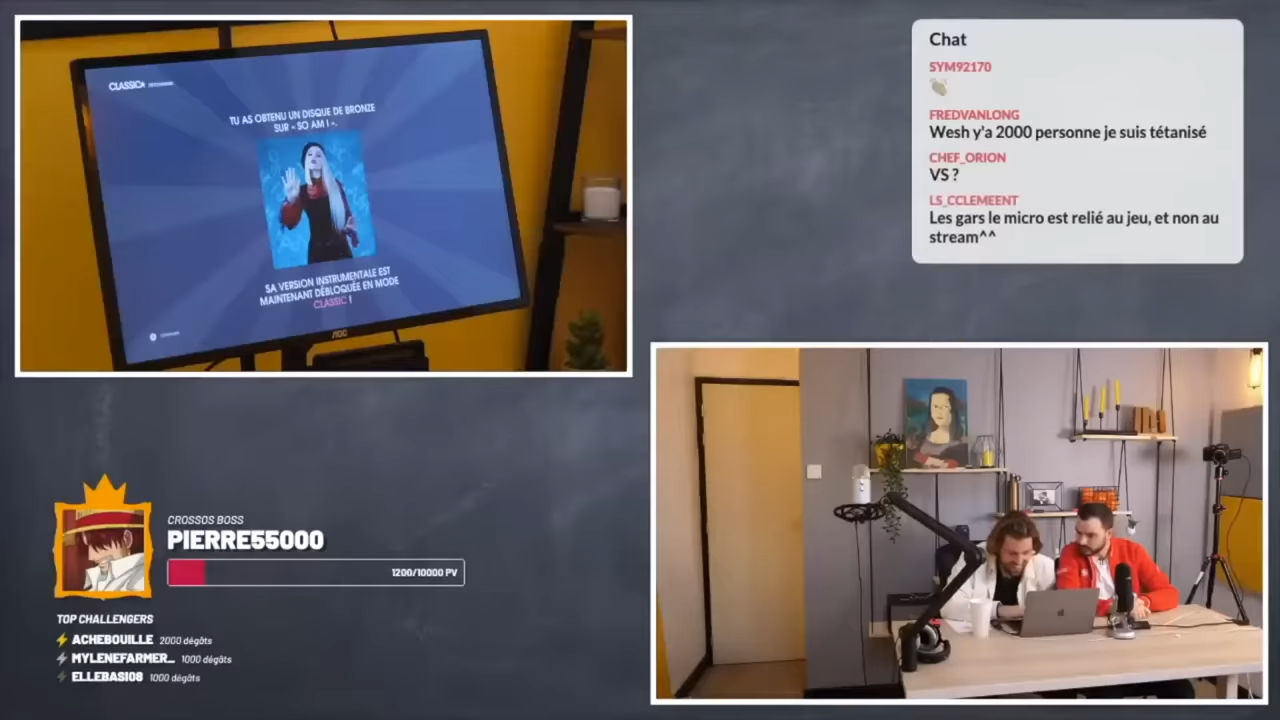 CLASSIC
TU AS OBTENU UN DISQUE DE BRONZE
SUR « SO AM I ».
SA VERSION INSTRUMENTALE EST
MAINTENANT DÉBLOQUÉE EN MODE
CLASSIC !
AOC
Chat
SYM92170
FREDVANLONG
Wesh y'a 2000 personne je suis tétanisé
CHEF_ORION
VS ?
LS_CCLEMEENT
Les gars le micro est relié au jeu, et non au
stream^^
CROSSOS BOSS
PIERRE55000
1200/10000 PV
TOP CHALLENGERS
ACHEBOUILLE 2000 dégâts
MYLENEFARMER... 1000 dégâts
ELLEBASI08 1000 dégâts